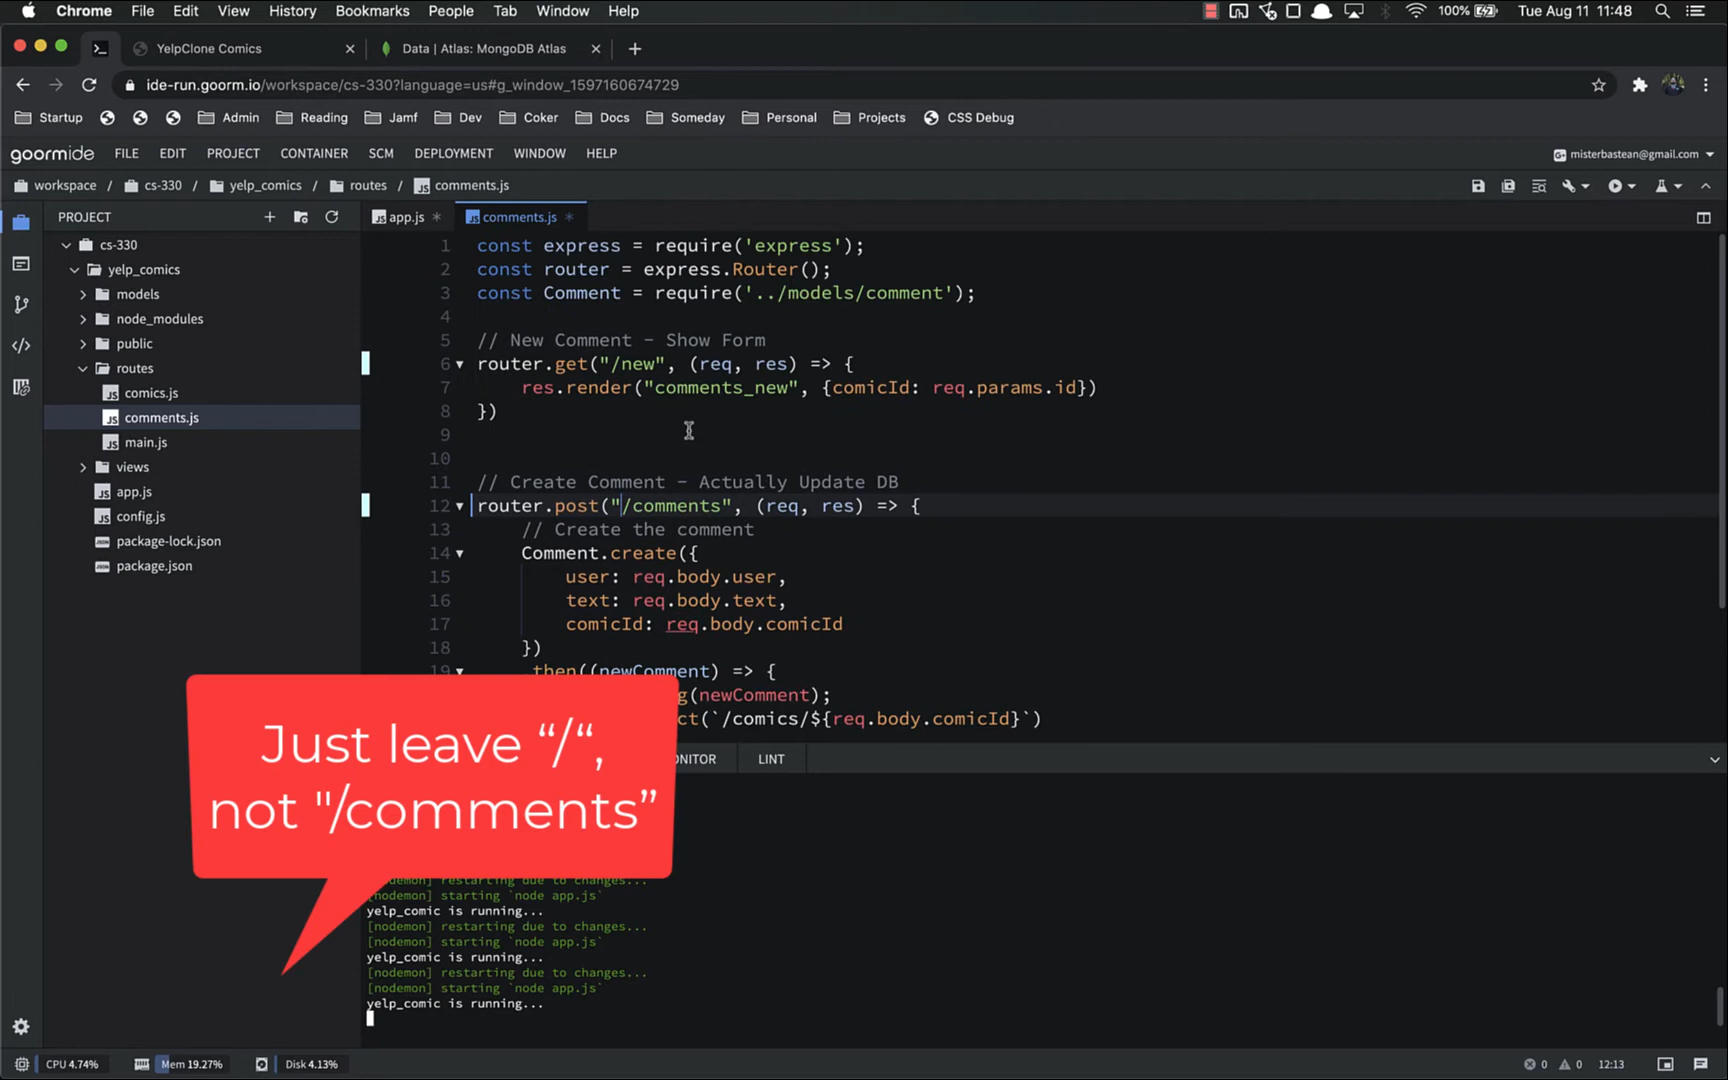 Chrome File Edit View History Bookmarks People Tab Window Help 100% Tue Aug 11 11:48
YelpClone Comics Data | Atlas: MongoDB Atlas
ide-run.goorm.io/workspace/cs-330?language=us#g_window_1597160674729
Startup Admin Reading Jamf Dev Coker Docs Someday Personal Projects CSS Debug
goormide FILE EDIT PROJECT CONTAINER SCM DEPLOYMENT WINDOW HELP misterbastean@gmail.com
workspace / cs-330 / yelp_comics / routes / comments.js
PROJECT
app.js *
comments.js *
cs-330
yelp_comics
models
node_modules
public
routes
comics.js
comments.js
main.js
views
app.js
config.js
package-lock.json
package.json
1 const express = require('express');
2 const router = express.Router();
3 const Comment = require('../models/comment');
4
5 // New Comment - Show Form
6 router.get("/new", (req, res) => {
7 res.render("comments_new", {comicId: req.params.id})
8 })
9
10
11 // Create Comment - Actually Update DB
12 router.post("/comments", (req, res) => {
13 // Create the comment
14 Comment.create({
15 user: req.body.user,
16 text: req.body.text,
17 comicId: req.body.comicId
18 })
19 .then((newComment) => {
g(newComment);
ct(`/comics/${req.body.comicId}`)
ONITOR LINT
Just leave “/“,
not "/comments”
[nodemon] restarting due to changes...
[nodemon] starting `node app.js`
yelp_comic is running...
[nodemon] restarting due to changes...
[nodemon] starting `node app.js`
yelp_comic is running...
[nodemon] restarting due to changes...
[nodemon] starting `node app.js`
yelp_comic is running...
CPU 4.74% Mem 19.27% Disk 4.13% 0 0 12:13